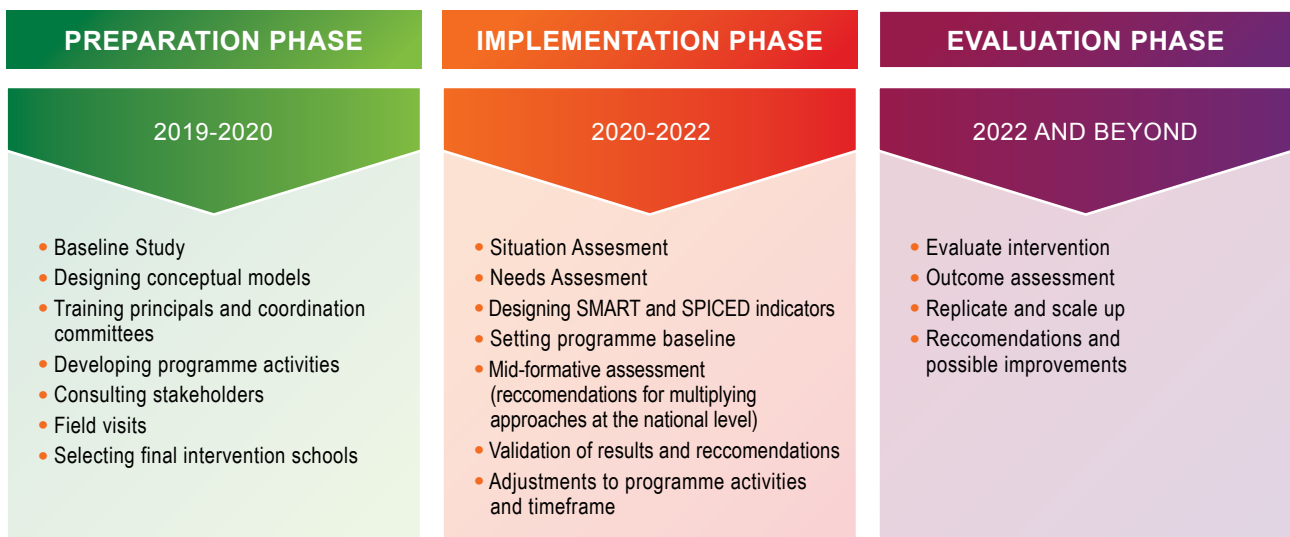 PREPARATION PHASE
2019-2020
• Baseline Study
• Designing conceptual models
• Training principals and coordination
committees
• Developing programme activities
• Consulting stakeholders
• Field visits
• Selecting final intervention schools
IMPLEMENTATION PHASE
2020-2022
• Situation Assesment
• Needs Assesment
• Designing SMART and SPICED indicators
• Setting programme baseline
• Mid-formative assessment
(reccomendations for multiplying
approaches at the national level)
• Validation of results and reccomendations
• Adjustments to programme activities
and timeframe
EVALUATION PHASE
2022 AND BEYOND
• Evaluate intervention
• Outcome assessment
• Replicate and scale up
• Reccomendations and
possible improvements